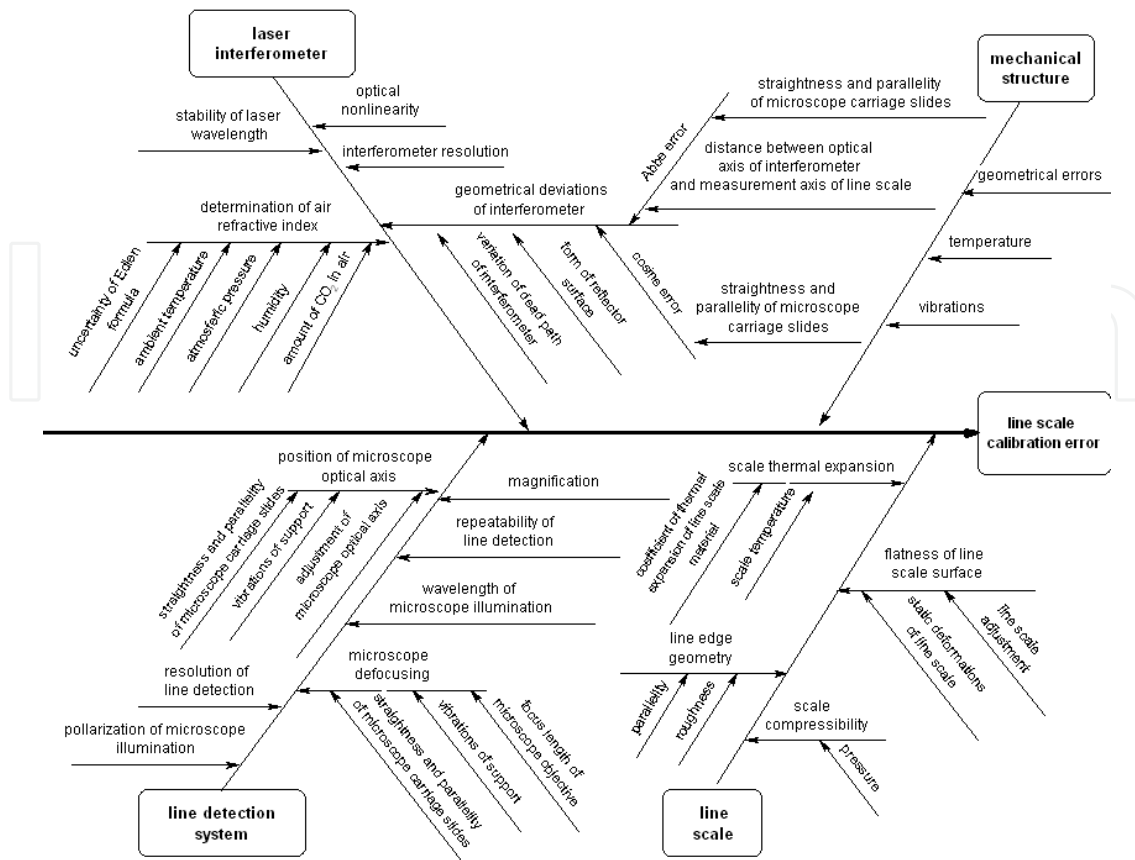 laser
interferometer
mechanical
structure
optical
nonlinearity
stability of laser
wavelength
interferometer resolution
straightness and parallelity
of microscope carriage slides
Abbe error
distance between optical
axis of interferometer
and measurement axis of line scale
geometrical deviations
of interferometer
geometrical errors
determination of air
refractive index
temperature
uncertainty of Edlen
formula
ambient temperature
atmosferic pressure
humidity
amount of CO2 in air
variation of dead path
of interferometer
form of reflector
surface
cosine error
straightness and
parallelity of microscope
carriage slides
vibrations
line scale
calibration error
position of microscope
optical axis
straightness and parallelity
of microscope carriage slides
vibrations of support
adjustment of
microscope optical axis
magnification
repeatability of
line detection
wavelength of
microscope illumination
scale thermal expansion
coefficient of thermal
expansion of line scale
material
scale temperature
flatness of line
scale surface
static deformations
of line scale
line scale
adjustment
resolution of
line detection
microscope
defocusing
straightness and parallelity
of microscope carriage slides
vibrations of support
focus length of
microscope objective
line edge
geometry
parallelity
roughness
scale
compressibility
pressure
pollarization of microscope
illumination
line detection
system
line
scale